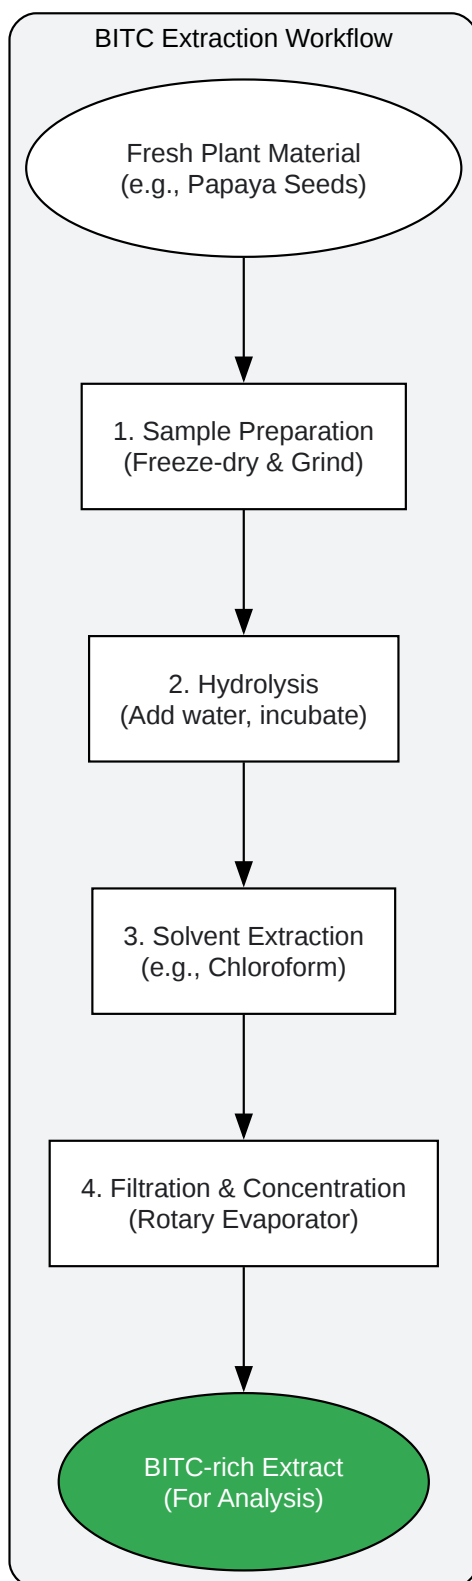 BITC Extraction Workflow
Fresh Plant Material
(e.g., Papaya Seeds)
1. Sample Preparation
(Freeze-dry & Grind)
2. Hydrolysis
(Add water, incubate)
3. Solvent Extraction
(e.g., Chloroform)
4. Filtration & Concentration
(Rotary Evaporator)
BITC-rich Extract
(For Analysis)